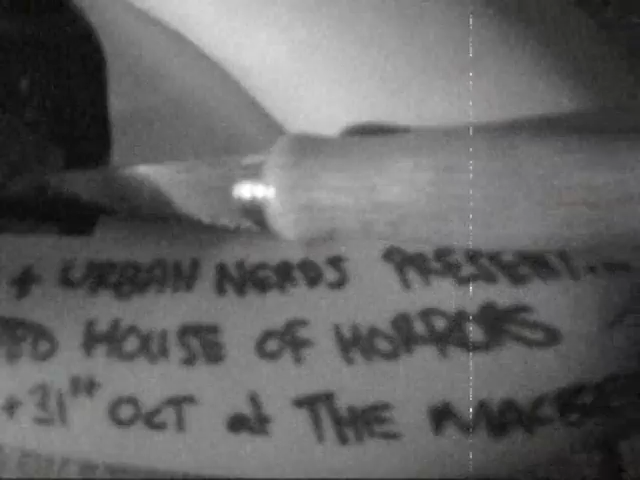 + URBAN NERDS PRESENT...
HOUSE OF HORRORS
+ 31st OCT at THE